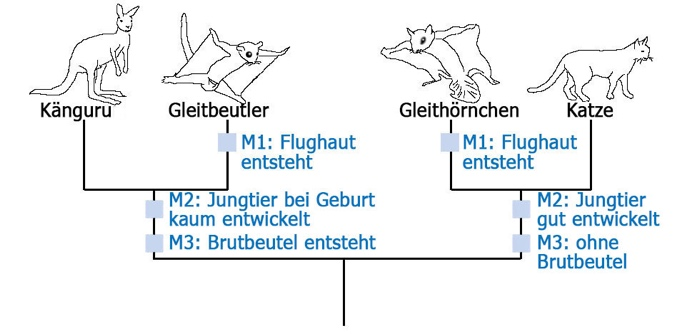 Känguru
Gleitbeutler
Gleithörnchen
Katze
M1: Flughaut
entsteht
M1: Flughaut
entsteht
M2: Jungtier bei Geburt
kaum entwickelt
M3: Brutbeutel entsteht
M2: Jungtier
gut entwickelt
M3: ohne
Brutbeutel